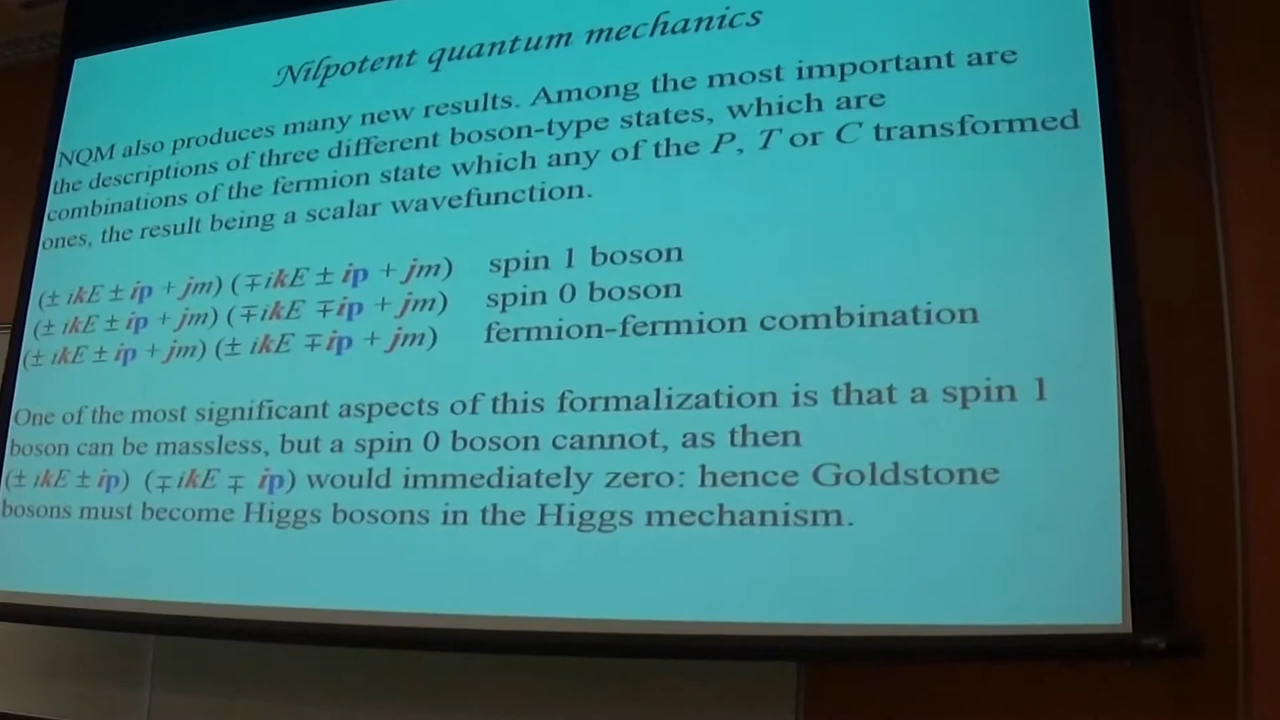 Nilpotent quantum mechanics
NQM also produces many new results. Among the most important are
the descriptions of three different boson-type states, which are
combinations of the fermion state which any of the P, T or C transformed
ones, the result being a scalar wavefunction.
(± ikE ± ip + jm) (∓ikE ± ip + jm) spin 1 boson
(± ikE ± ip + jm) (∓ikE ∓ip + jm) spin 0 boson
(± ikE ± ip + jm) (± ikE ∓ip + jm) fermion-fermion combination
One of the most significant aspects of this formalization is that a spin 1
boson can be massless, but a spin 0 boson cannot, as then
(± ikE ± ip) (∓ikE ∓ ip) would immediately zero: hence Goldstone
bosons must become Higgs bosons in the Higgs mechanism.